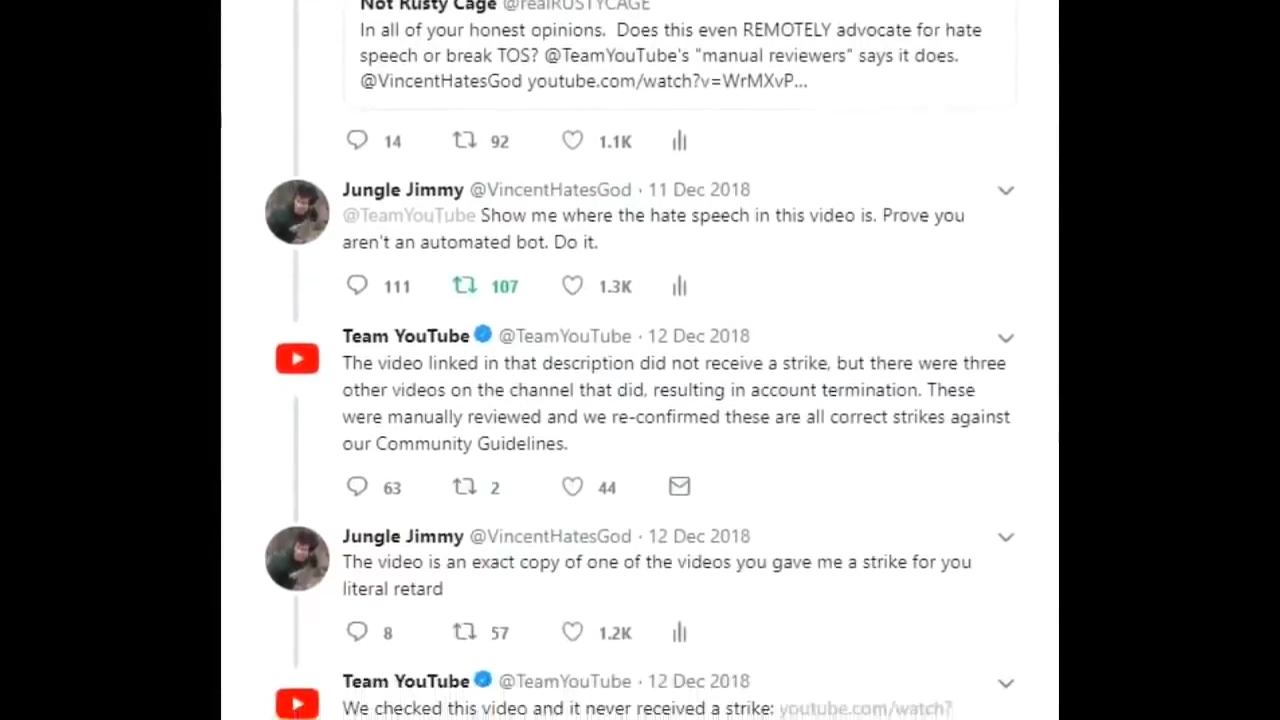 Not Rusty Cage @realRUSTYCAGE
In all of your honest opinions. Does this even REMOTELY advocate for hate
speech or break TOS? @TeamYouTube's "manual reviewers" says it does.
@VincentHatesGod youtube.com/watch?v=WrMXvP...
14 92 1.1K
Jungle Jimmy @VincentHatesGod · 11 Dec 2018
@TeamYouTube Show me where the hate speech in this video is. Prove you
aren't an automated bot. Do it.
111 107 1.3K
Team YouTube @TeamYouTube · 12 Dec 2018
The video linked in that description did not receive a strike, but there were three
other videos on the channel that did, resulting in account termination. These
were manually reviewed and we re-confirmed these are all correct strikes against
our Community Guidelines.
63 2 44
Jungle Jimmy @VincentHatesGod · 12 Dec 2018
The video is an exact copy of one of the videos you gave me a strike for you
literal retard
8 57 1.2K
Team YouTube @TeamYouTube · 12 Dec 2018
We checked this video and it never received a strike: youtube.com/watch?